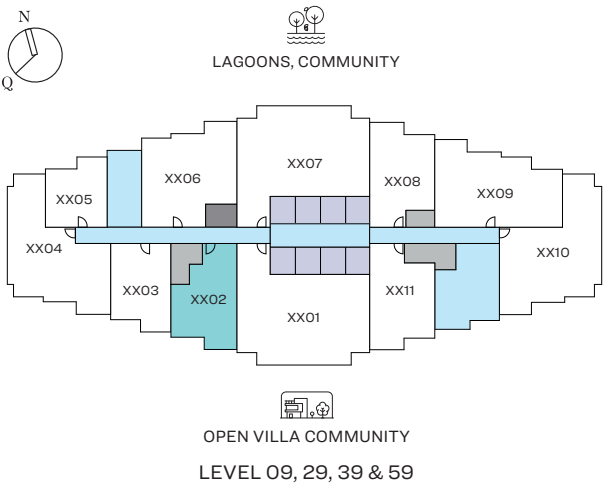 N
Q
LAGOONS, COMMUNITY
XX07
XX06
XX08
XX05
XX09
XX04
XX10
XX03
XX02
XX11
XX01
OPEN VILLA COMMUNITY
LEVEL 09, 29, 39 & 59